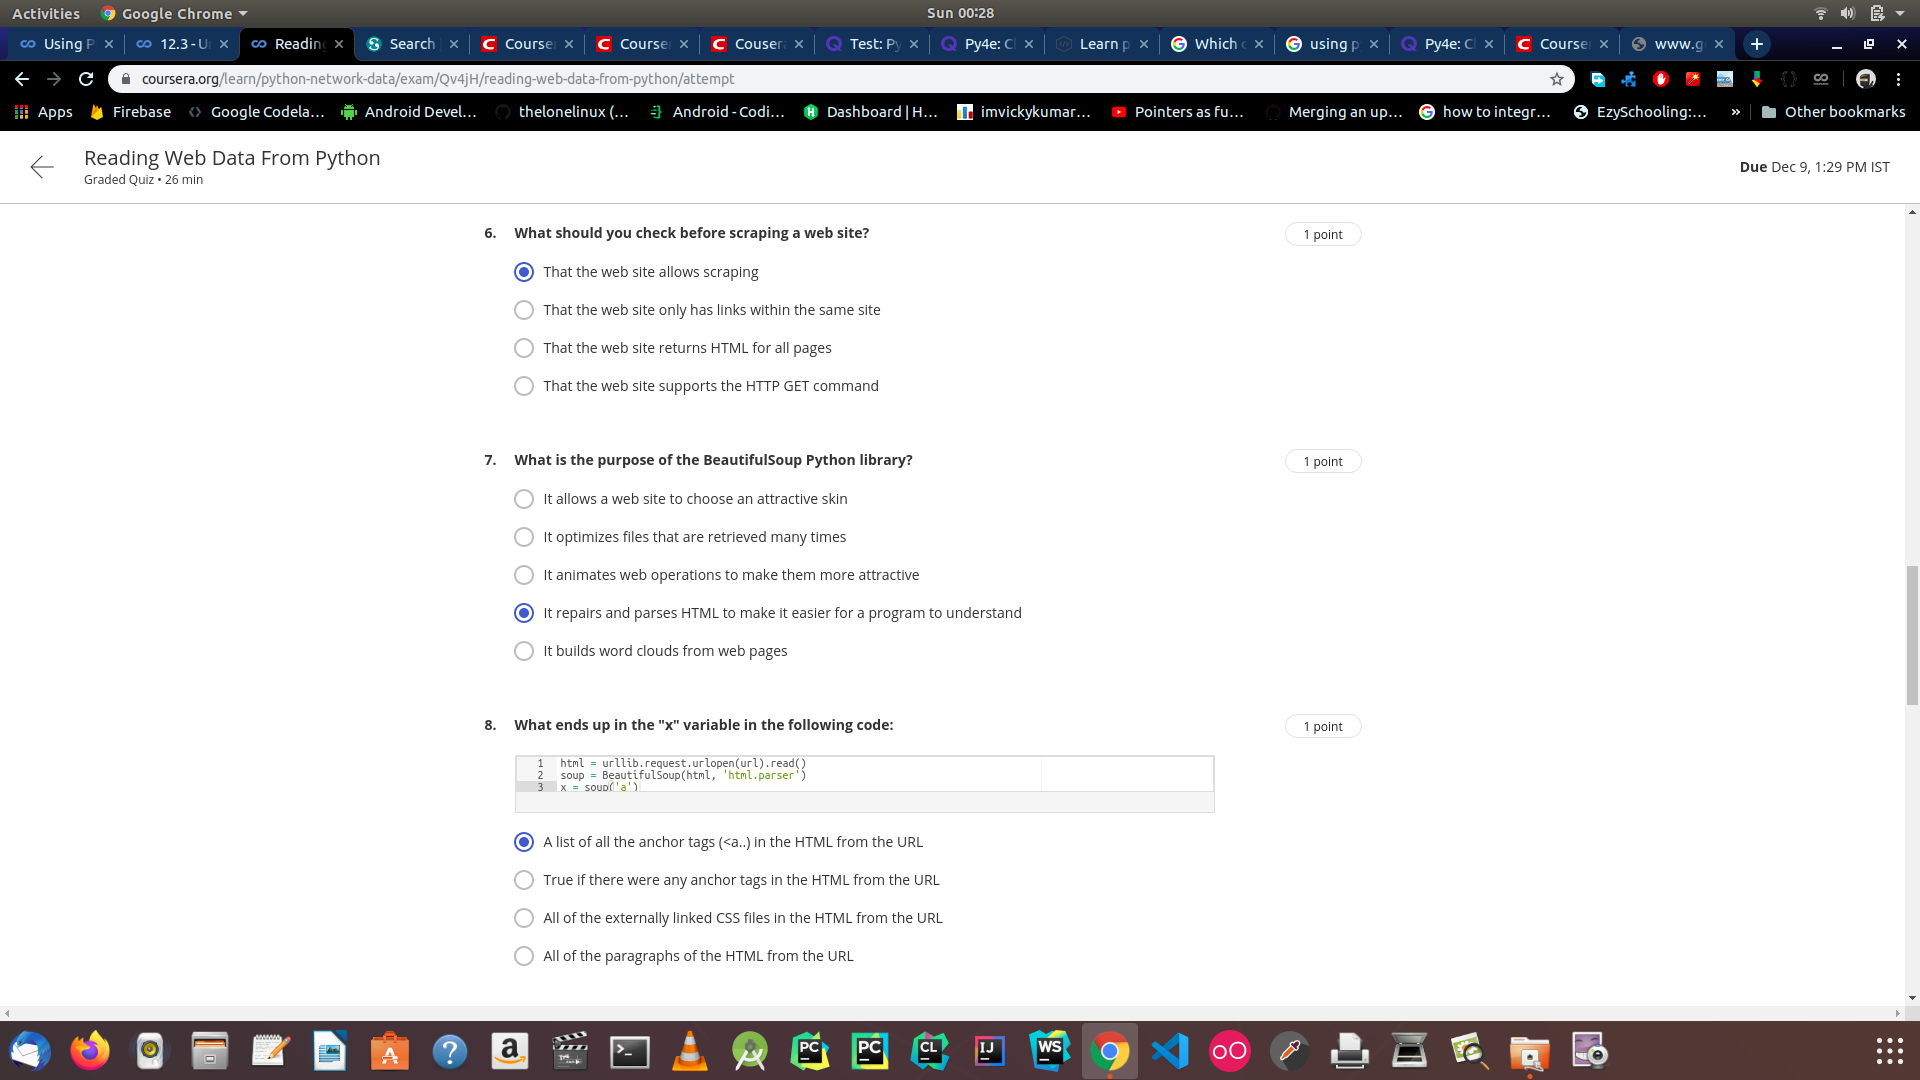 Activities Google Chrome Sun 00:28
Using P 12.3 - U Reading Search Course Course Couser Test: Py Py4e: C Learn p Which using p Py4e: C Course www.g
coursera.org/learn/python-network-data/exam/Qv4jH/reading-web-data-from-python/attempt
Apps Firebase Google Codela... Android Devel... thelonelinux (... Android - Codi... Dashboard | H... imvickykumar... Pointers as fu... Merging an up... how to integr... EzySchooling:... » Other bookmarks
Reading Web Data From Python
Graded Quiz • 26 min
Due Dec 9, 1:29 PM IST
6. What should you check before scraping a web site? 1 point
That the web site allows scraping
That the web site only has links within the same site
That the web site returns HTML for all pages
That the web site supports the HTTP GET command
7. What is the purpose of the BeautifulSoup Python library? 1 point
It allows a web site to choose an attractive skin
It optimizes files that are retrieved many times
It animates web operations to make them more attractive
It repairs and parses HTML to make it easier for a program to understand
It builds word clouds from web pages
8. What ends up in the "x" variable in the following code: 1 point
1 html = urllib.request.urlopen(url).read()
2 soup = BeautifulSoup(html, 'html.parser')
3 x = soup('a')
A list of all the anchor tags (<a..) in the HTML from the URL
True if there were any anchor tags in the HTML from the URL
All of the externally linked CSS files in the HTML from the URL
All of the paragraphs of the HTML from the URL
PC PC CL IJ WS